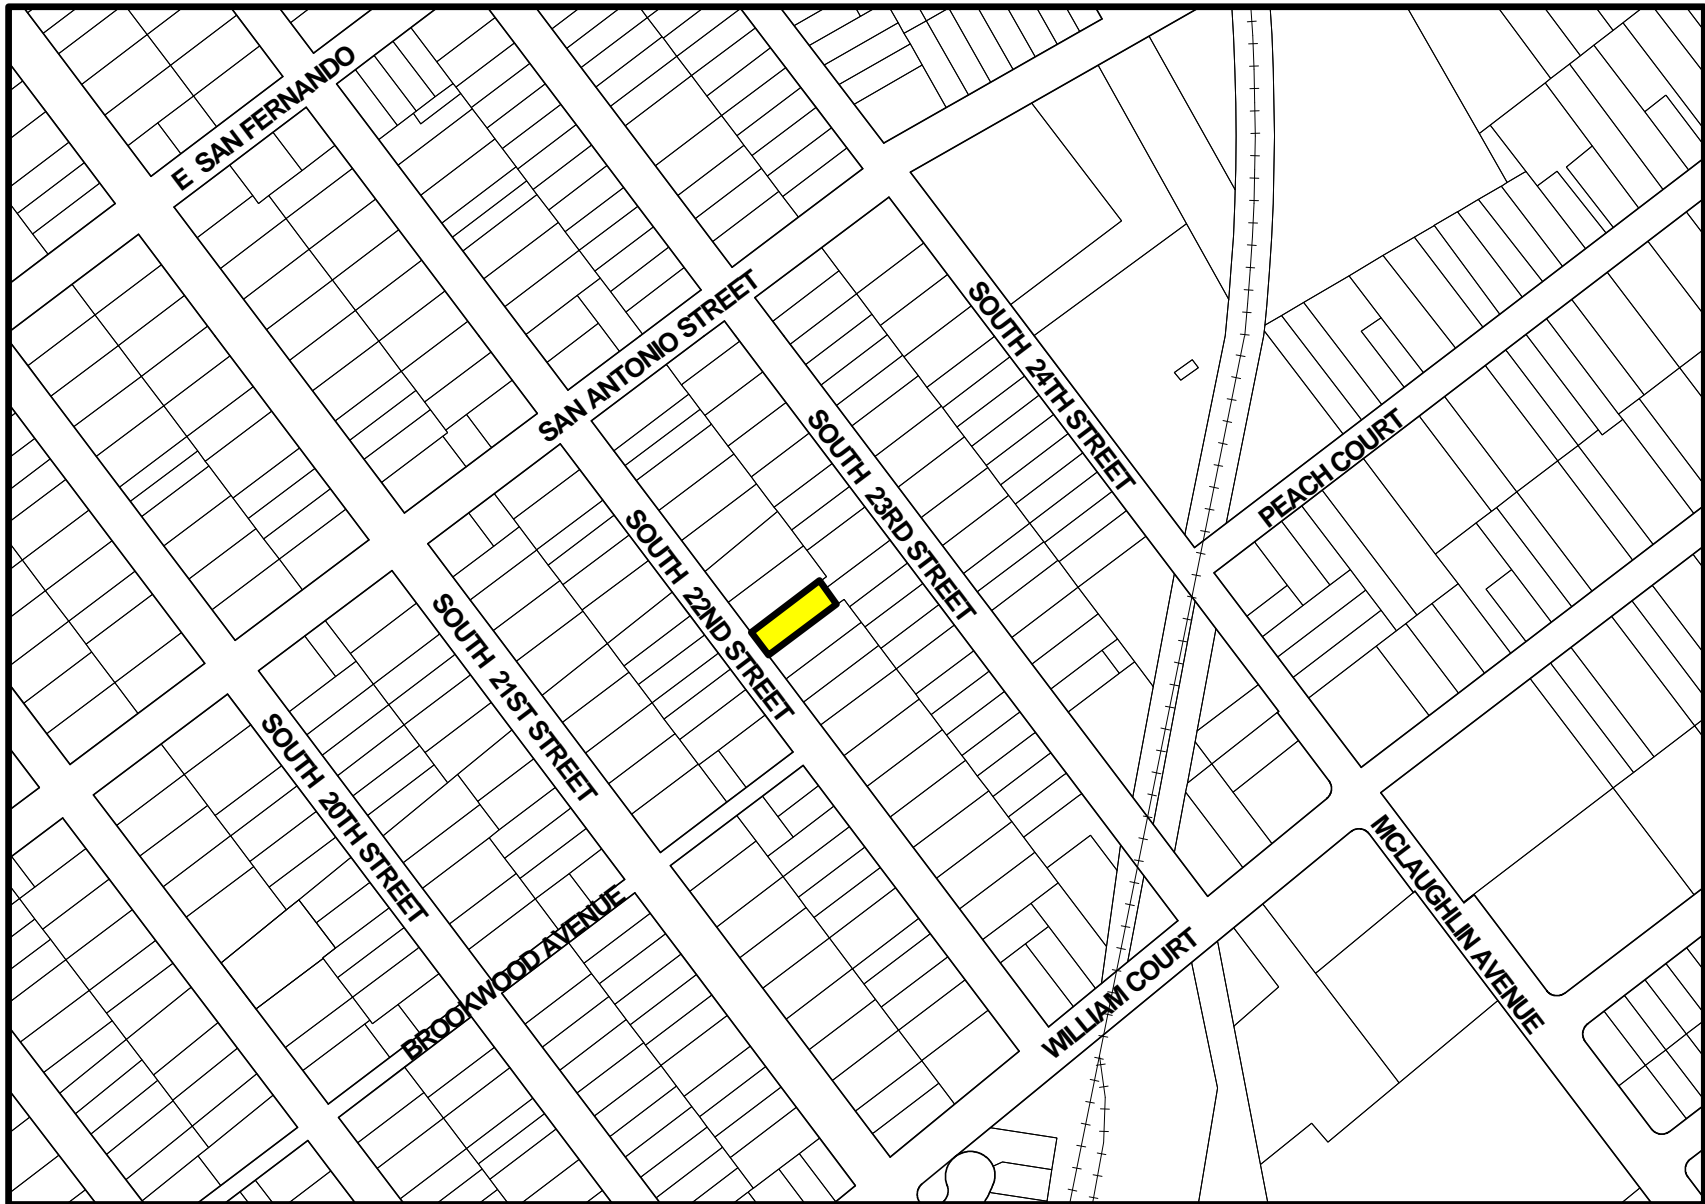 E SAN FERNANDO
SAN ANTONIO STREET
SOUTH 24TH STREET
SOUTH 23RD STREET
PEACH COURT
SOUTH 22ND STREET
SOUTH 21ST STREET
SOUTH 20TH STREET
MCLAUGHLIN AVENUE
BROOKWOOD AVENUE
WILLIAM COURT